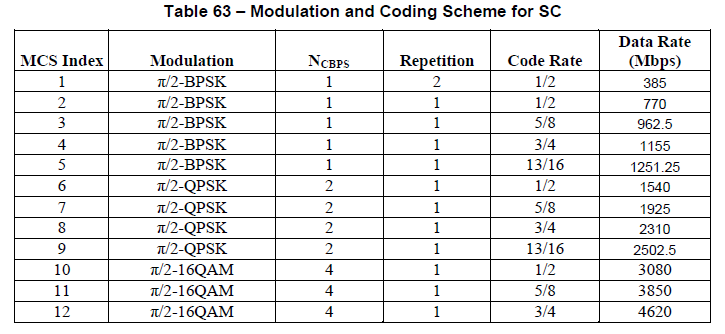 Table 63 – Modulation and Coding Scheme for SC
MCS Index Modulation N_CBPS Repetition Code Rate Data Rate (Mbps)
1 π/2-BPSK 1 2 1/2 385
2 π/2-BPSK 1 1 1/2 770
3 π/2-BPSK 1 1 5/8 962.5
4 π/2-BPSK 1 1 3/4 1155
5 π/2-BPSK 1 1 13/16 1251.25
6 π/2-QPSK 2 1 1/2 1540
7 π/2-QPSK 2 1 5/8 1925
8 π/2-QPSK 2 1 3/4 2310
9 π/2-QPSK 2 1 13/16 2502.5
10 π/2-16QAM 4 1 1/2 3080
11 π/2-16QAM 4 1 5/8 3850
12 π/2-16QAM 4 1 3/4 4620